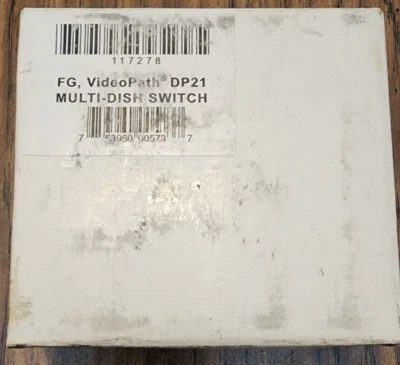 117278
FG, VideoPath® DP21
MULTI-DISH SWITCH
7 53960 00573 7